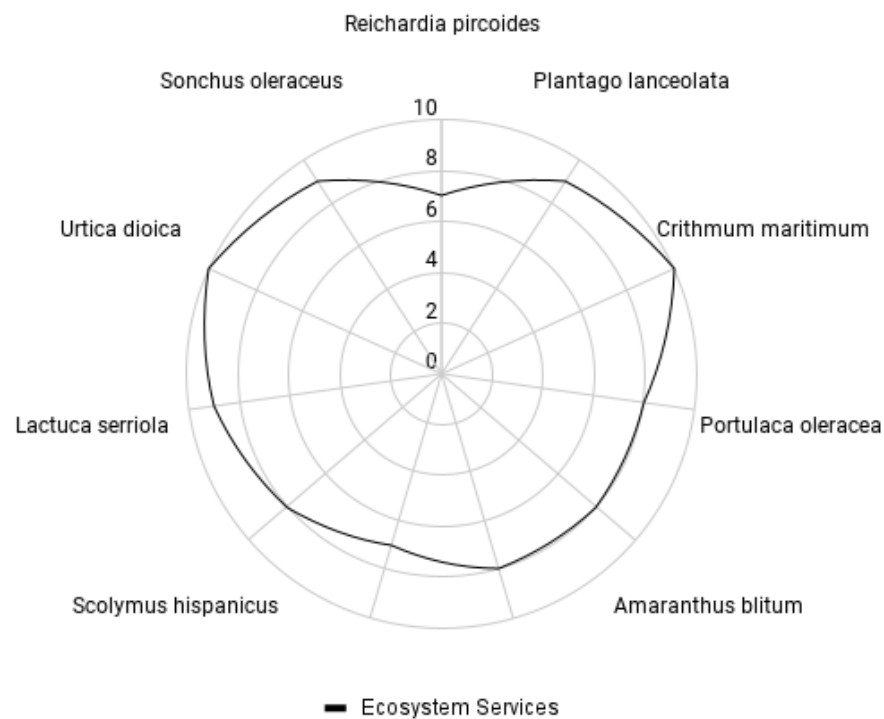 Reichardia pircoides
Sonchus oleraceus
Plantago lanceolata
10
8
Urtica dioica
Crithmum maritimum
6
4
2
0
Lactuca serriola
Portulaca oleracea
Scolymus hispanicus
Amaranthus blitum
Ecosystem Services